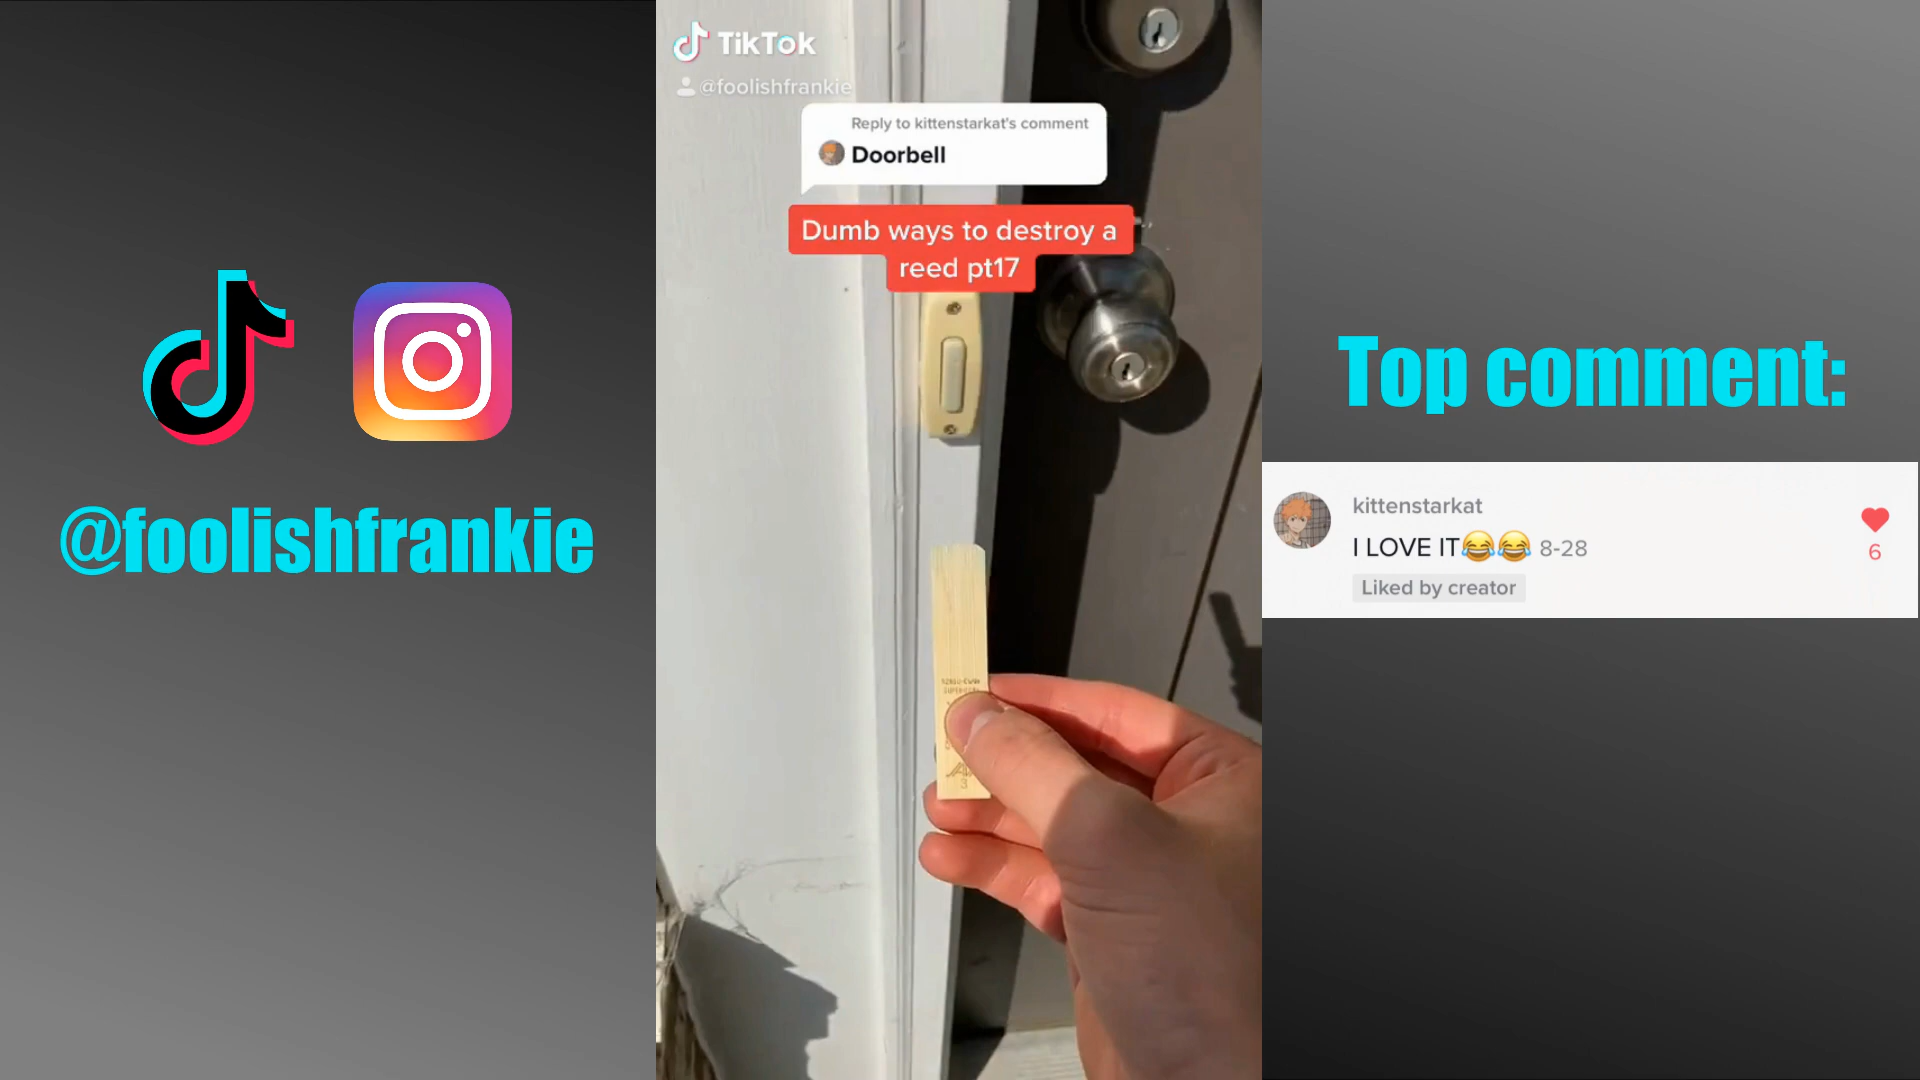 TikTok
@foolishfrankie
Reply to kittenstarkat's comment
Doorbell
Dumb ways to destroy a
reed pt17
3
@foolishfrankie
Top comment:
kittenstarkat
I LOVE IT😂😂 8-28
6
Liked by creator